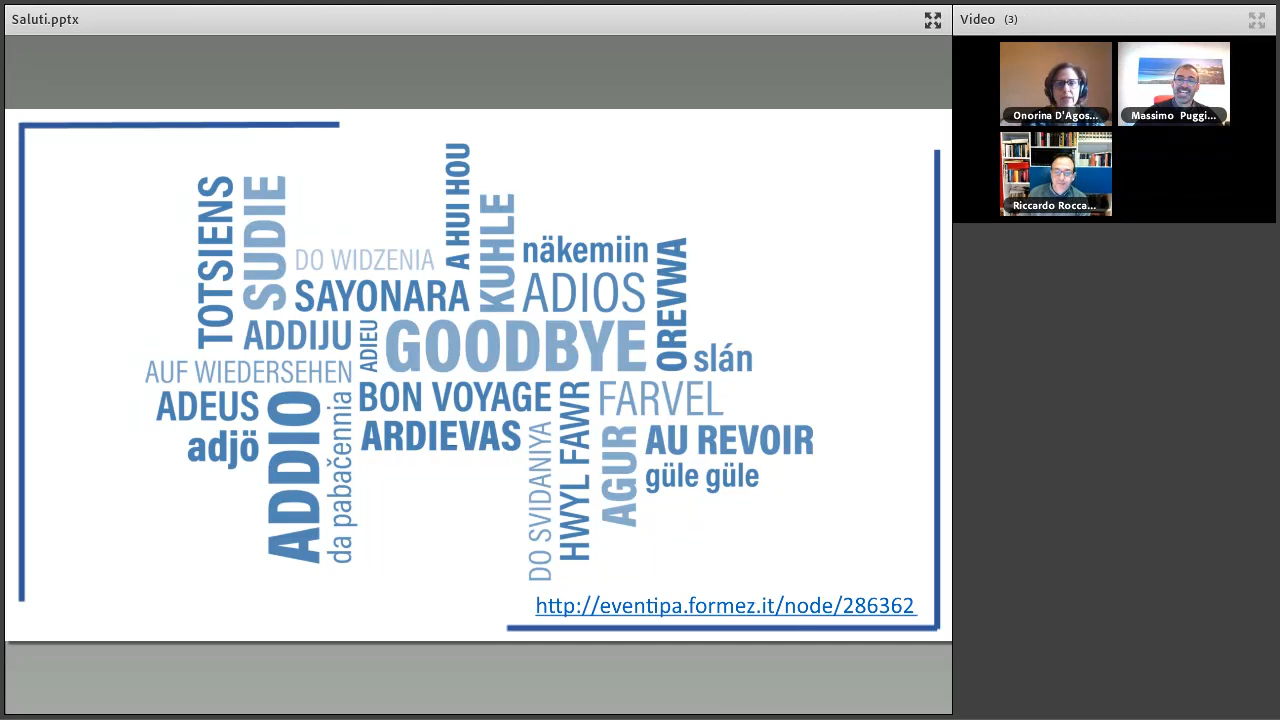 Saluti.pptx
Video (3)
Onorina D'Agos...
Massimo Puggi...
Riccardo Rocca...
TOTSIENS
SUDIE
DO WIDZENIA
A HUI HOU
KUHLE
näkemiin
SAYONARA
ADIOS
OREVWA
ADDIJU
ADIEU
GOODBYE
slán
AUF WIEDERSEHEN
ADEUS
adjö
ADDIO
da pabačennia
BON VOYAGE
ARDIEVAS
DO SVIDANIYA
HWYL FAWR
FARVEL
AGUR
AU REVOIR
güle güle
http://eventipa.formez.it/node/286362